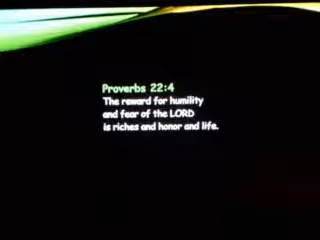 Proverbs 22:4
The reward for humility
and fear of the LORD
is riches and honor and life.